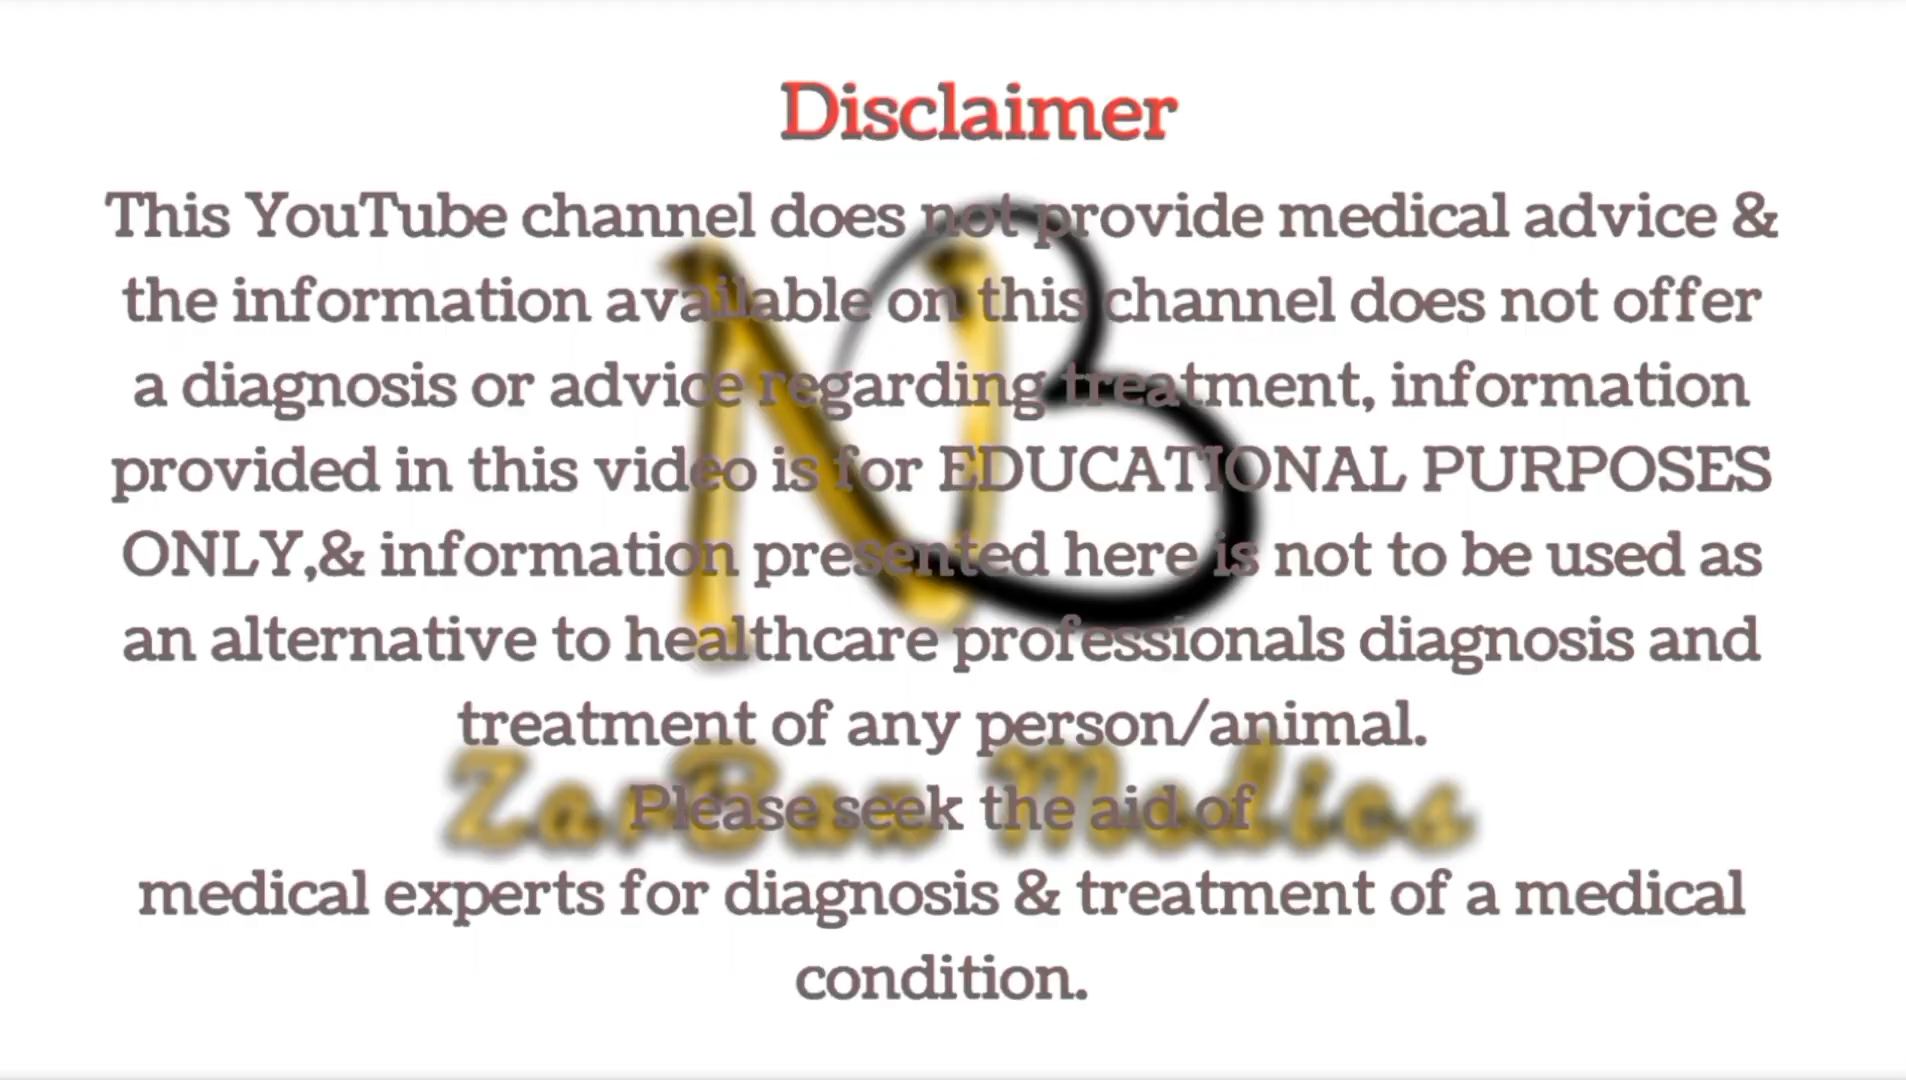 Disclaimer
This YouTube channel does not provide medical advice &
the information available on this channel does not offer
a diagnosis or advice regarding treatment, information
provided in this video is for EDUCATIONAL PURPOSES
ONLY,& information presented here is not to be used as
an alternative to healthcare professionals diagnosis and
treatment of any person/animal.
Please seek the aid of
medical experts for diagnosis & treatment of a medical
condition.
Medics